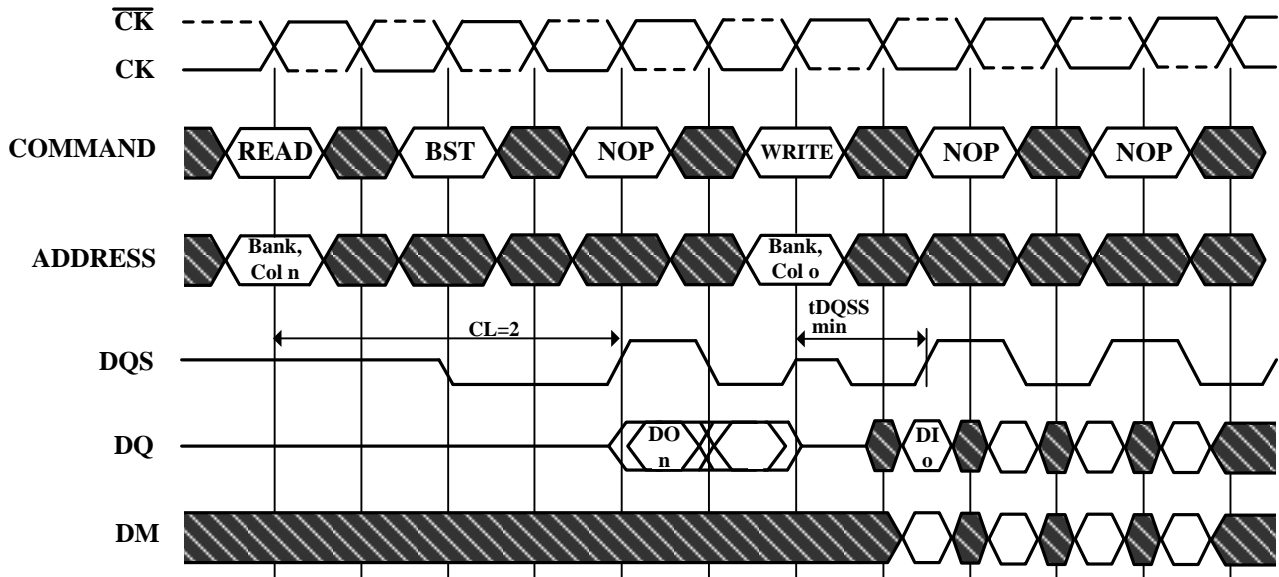 CK
CK
COMMAND
READ
BST
NOP
WRITE
NOP
NOP
ADDRESS
Bank,
Col n
Bank,
Col o
CL=2
tDQSS
min
DQS
DQ
DO
n
DI
o
DM